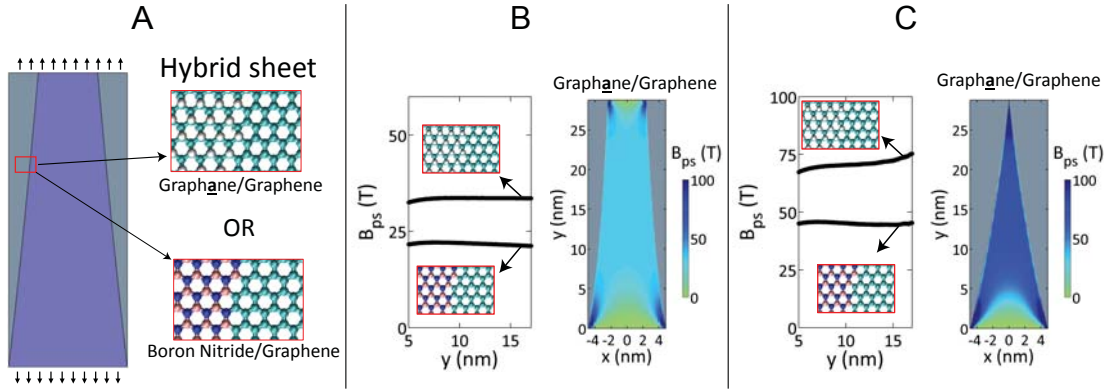 A
Hybrid sheet
Graphane/Graphene
OR
Boron Nitride/Graphene
B
Graphane/Graphene
50
25
0
B_ps (T)
5
10
15
y (nm)
25
20
15
10
5
0
y (nm)
-4 -2 0 2 4
x (nm)
B_ps (T)
100
50
0
C
Graphane/Graphene
100
75
50
25
0
B_ps (T)
5
10
15
y (nm)
25
20
15
10
5
0
y (nm)
-4 -2 0 2 4
x (nm)
B_ps (T)
100
50
0